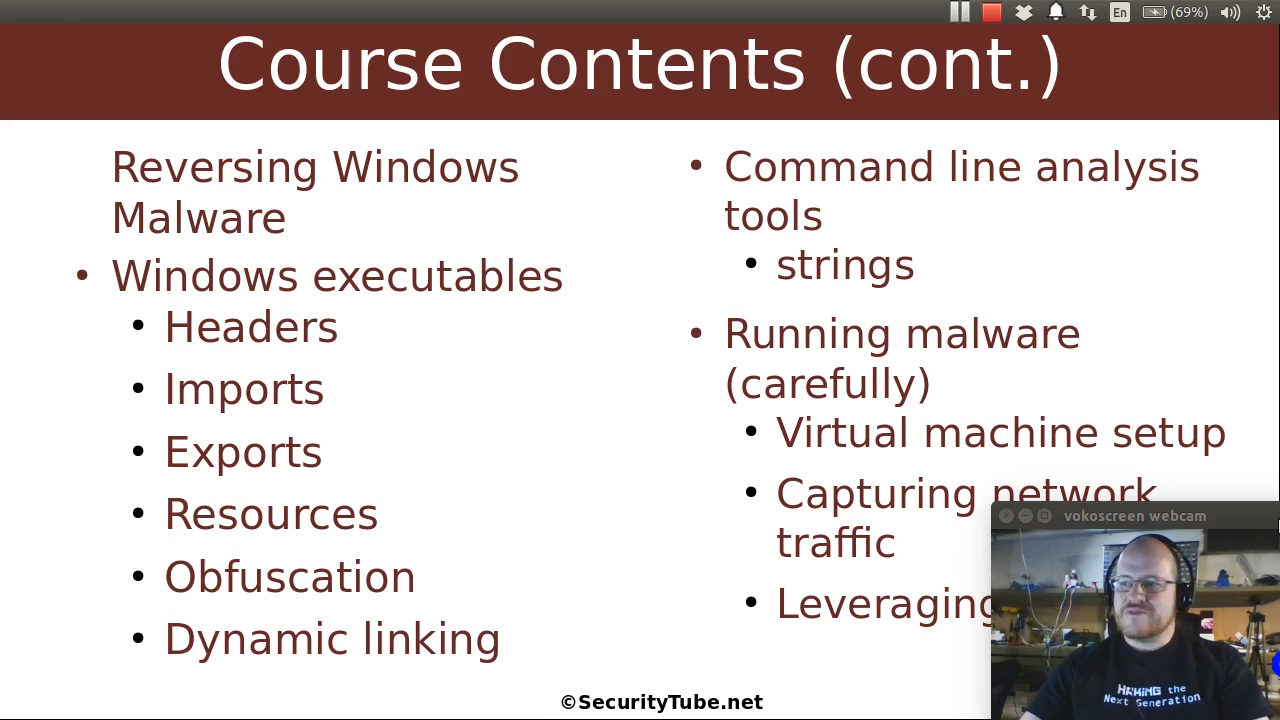 En
(69%)
Course Contents (cont.)
Reversing Windows
Malware
• Windows executables
• Headers
• Imports
• Exports
• Resources
• Obfuscation
• Dynamic linking
• Command line analysis
tools
• strings
• Running malware
(carefully)
• Virtual machine setup
• Capturing network
traffic
• Leveraging
vokoscreen webcam
HACKING the
Next Generation
©SecurityTube.net